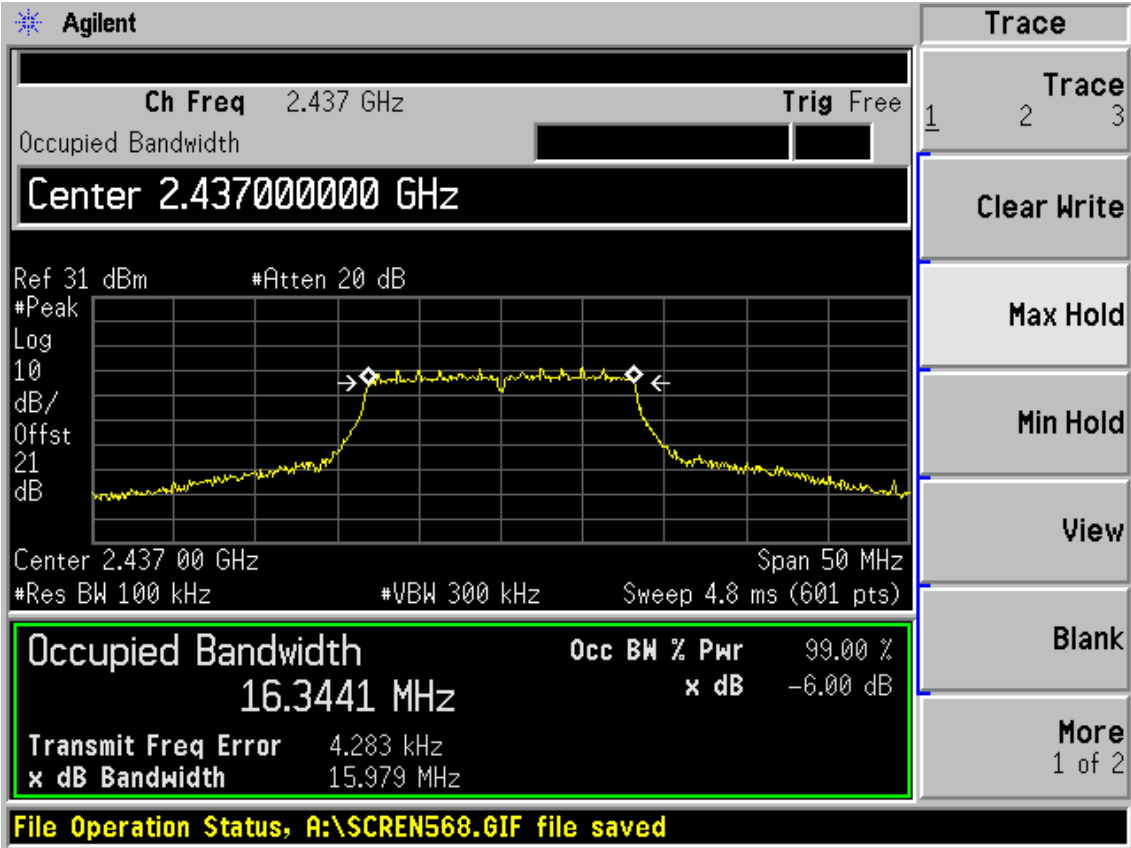 Agilent
Trace
Ch Freq 2.437 GHz Trig Free
Occupied Bandwidth
Center 2.437000000 GHz
Ref 31 dBm #Atten 20 dB
#Peak
Log
10
dB/
Offst
21
dB
Center 2.437 00 GHz Span 50 MHz
#Res BW 100 kHz #VBW 300 kHz Sweep 4.8 ms (601 pts)
Occupied Bandwidth
16.3441 MHz
Occ BW % Pwr 99.00 %
x dB -6.00 dB
Transmit Freq Error 4.283 kHz
x dB Bandwidth 15.979 MHz
File Operation Status, A:\SCREN568.GIF file saved
Trace
1 2 3
Clear Write
Max Hold
Min Hold
View
Blank
More
1 of 2